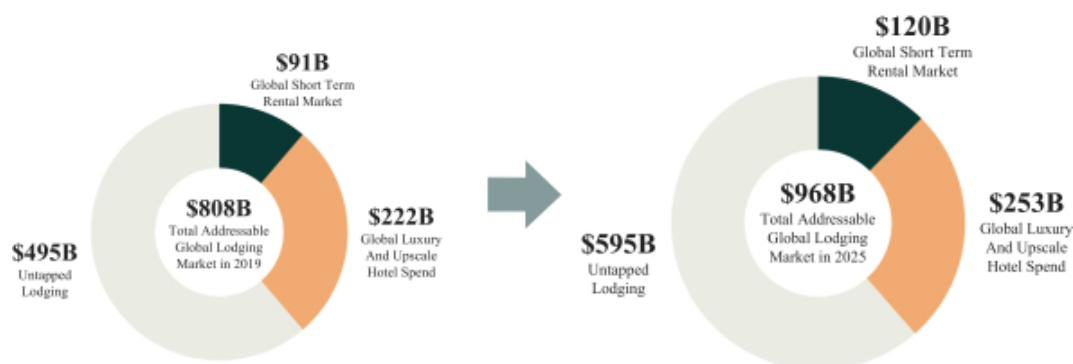 $91B
Global Short Term
Rental Market
$808B
Total Addressable
Global Lodging
Market in 2019
$222B
Global Luxury
And Upscale
Hotel Spend
$495B
Untapped
Lodging
$120B
Global Short Term
Rental Market
$968B
Total Addressable
Global Lodging
Market in 2025
$253B
Global Luxury
And Upscale
Hotel Spend
$595B
Untapped
Lodging